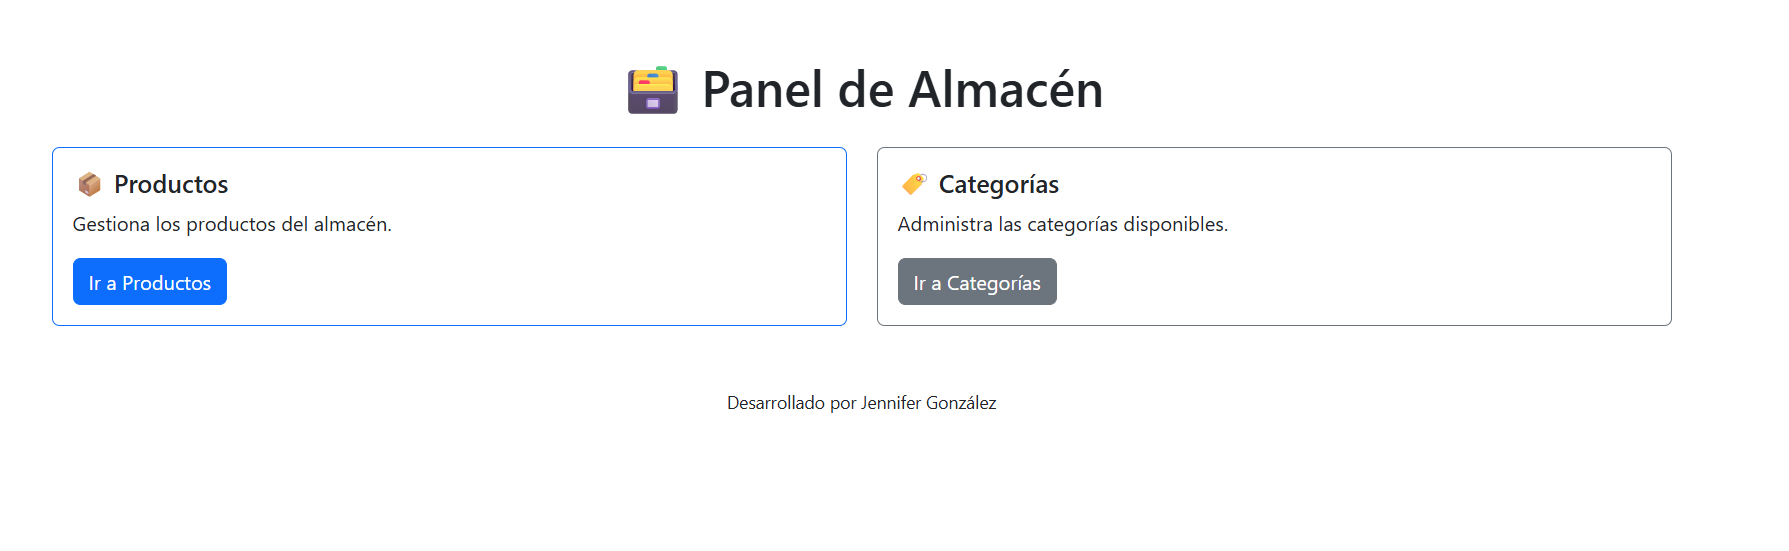 Panel de Almacén
Productos
Gestiona los productos del almacén.
Ir a Productos
Categorías
Administra las categorías disponibles.
Ir a Categorías
Desarrollado por Jennifer González